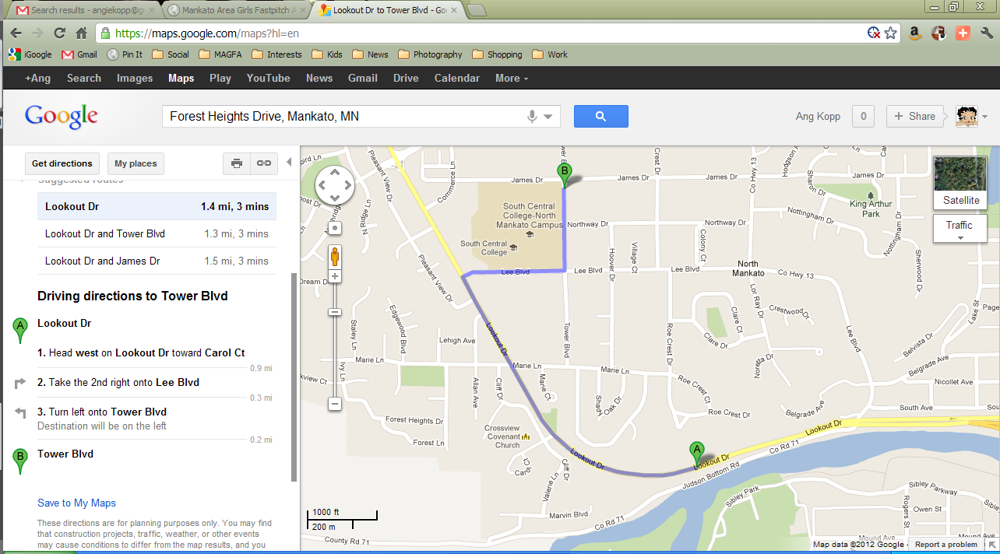 Search results - angiekopp@g
Mankato Area Girls Fastpitch A
Lookout Dr to Tower Blvd - Go
https://maps.google.com/maps?hl=en
iGoogle Gmail Pin It Social MAGFA Interests Kids News Photography Shopping Work
+Ang Search Images Maps Play YouTube News Gmail Drive Calendar More
Google
Forest Heights Drive, Mankato, MN
Ang Kopp 0 + Share
Get directions My places
Suggested routes
Lookout Dr 1.4 mi, 3 mins
Lookout Dr and Tower Blvd 1.3 mi, 3 mins
Lookout Dr and James Dr 1.5 mi, 3 mins
Driving directions to Tower Blvd
A Lookout Dr
1. Head west on Lookout Dr toward Carol Ct
0.9 mi
2. Take the 2nd right onto Lee Blvd
0.3 mi
3. Turn left onto Tower Blvd
Destination will be on the left
0.2 mi
B Tower Blvd
Save to My Maps
These directions are for planning purposes only. You may find
that construction projects, traffic, weather, or other events
may cause conditions to differ from the map results, and you
Pleasant View Dr
Commerce Ln
Ridge Ln
B
Crest Dr
Co Hwy 13
Hodgson
James Dr
James Dr
James Dr
Sharon Dr
King Arthur
Park
Satellite
Traffic
South Central
College-North
Mankato Campus
South Central
College
Northway Dr
Northway Dr
Nottingham Dr
Nottingham Dr
Hoover Dr
Village Ct
Colony Ct
Sherwood Dr
Lee Blvd
Lee Blvd
Lee Blvd
North
Mankato
Co Hwy 13
Pleasant View Dr
Dream Dr
Lor Ray Dr
Crestwood Dr
Lake St
Page
Edgewood Blvd
Staley Ln
Lookout Dr
Tower Blvd
Roe Crest Dr
Claire Ct
Clare Dr
Lee Blvd
Belvista Dr
Lehigh Ave
Marie Ln
Marie Ln
Noretta Dr
Belgrade Ave
Ivy Ln
Allan Ave
Cliff Ct
Marie Ct
Roe Crest Dr
Nicollet Ave
kview Ct
Oak Dr
Roe Crest Dr
Belgrade Ave
South Ave
South Ave
Forest Heights Dr
Forest Ln
Crossview
Covenant
Church
Lookout Dr
A
Lookout Dr
Lookout Dr
Co Rd 71
Judson Bottom Rd
Cliff Dr
Valerie Ln
Sibley Park
Sibley Parkway
Owen St
Rogers St
Marvin Blvd
Co Rd 71
1000 ft
200 m
County Rd 71
Mound Ave
Mound Ave
Map data ©2012 Google - Report a problem